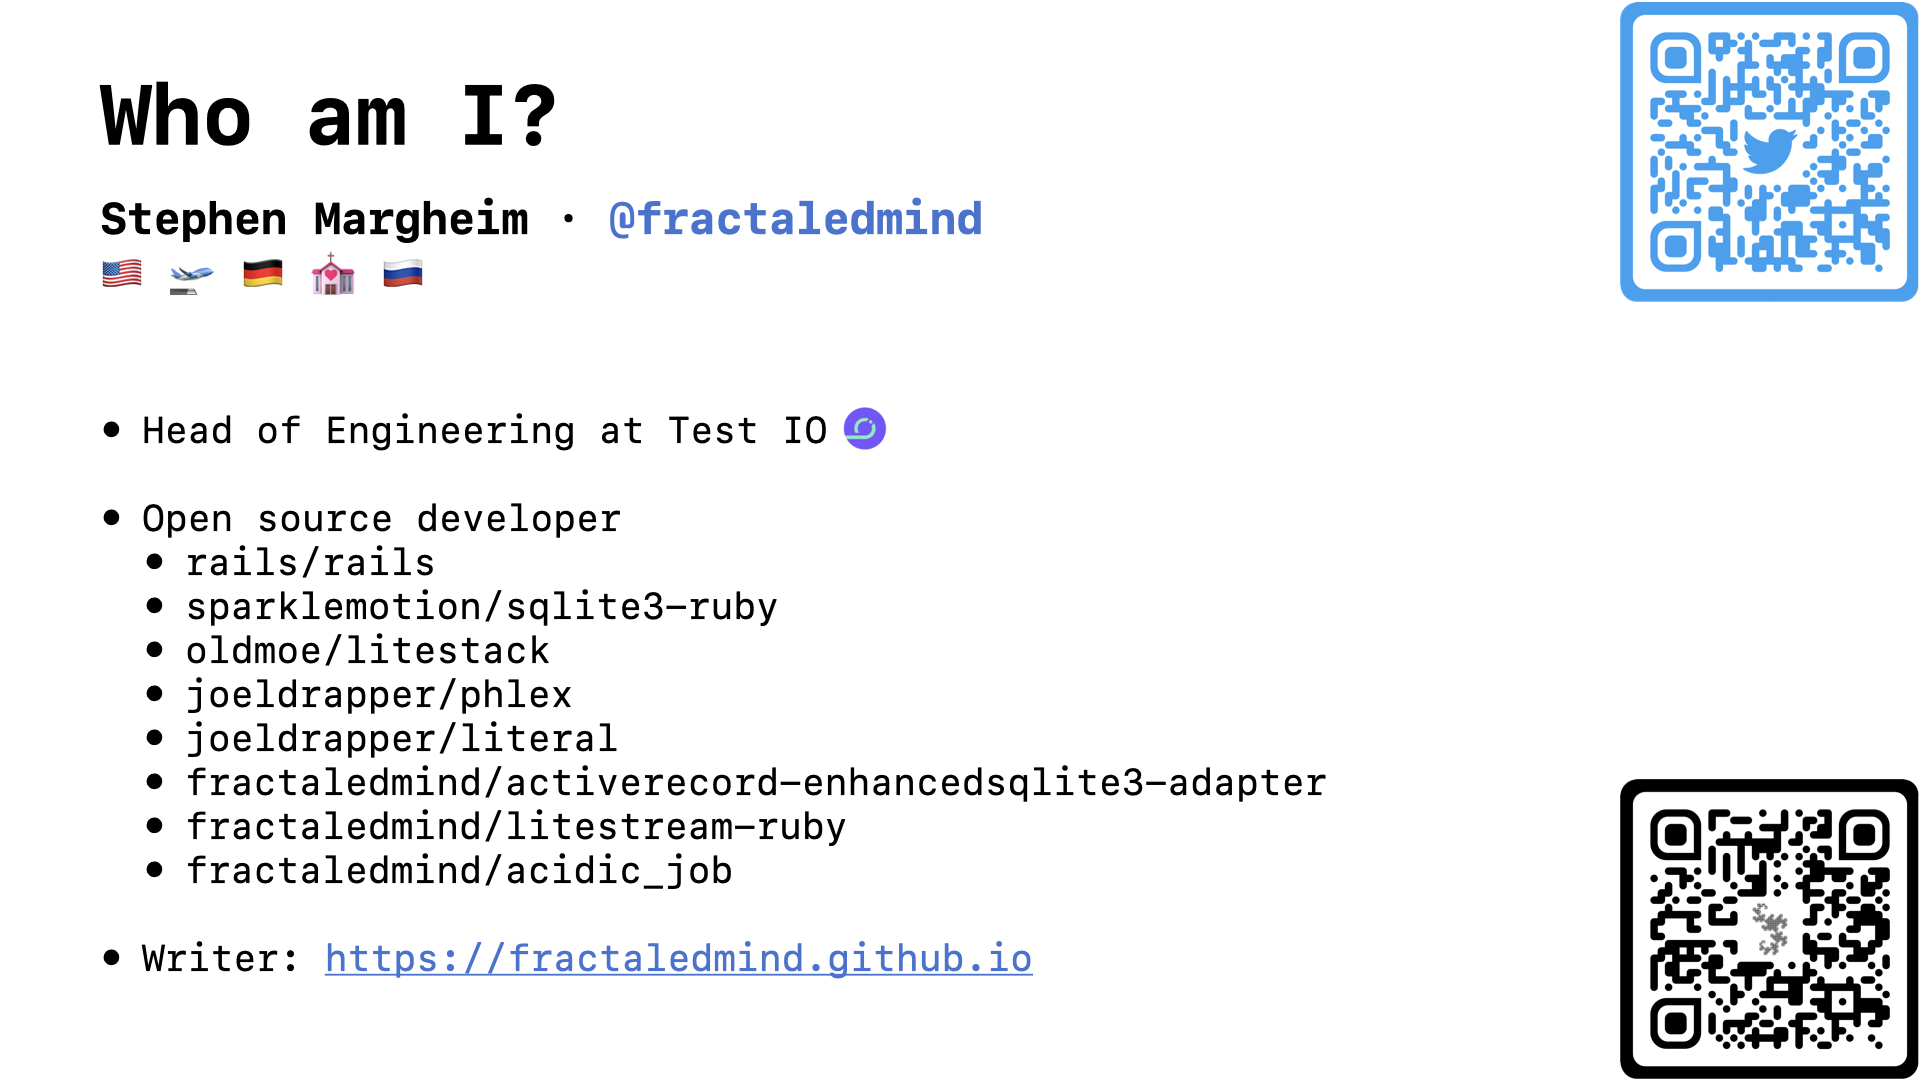 Who am I?
Stephen Margheim · @fractaledmind
🇺🇸 🛫 🇩🇪 💒 🇷🇺
• Head of Engineering at Test IO
• Open source developer
• rails/rails
• sparklemotion/sqlite3-ruby
• oldmoe/litestack
• joeldrapper/phlex
• joeldrapper/literal
• fractaledmind/activerecord-enhancedsqlite3-adapter
• fractaledmind/litestream-ruby
• fractaledmind/acidic_job
• Writer: https://fractaledmind.github.io